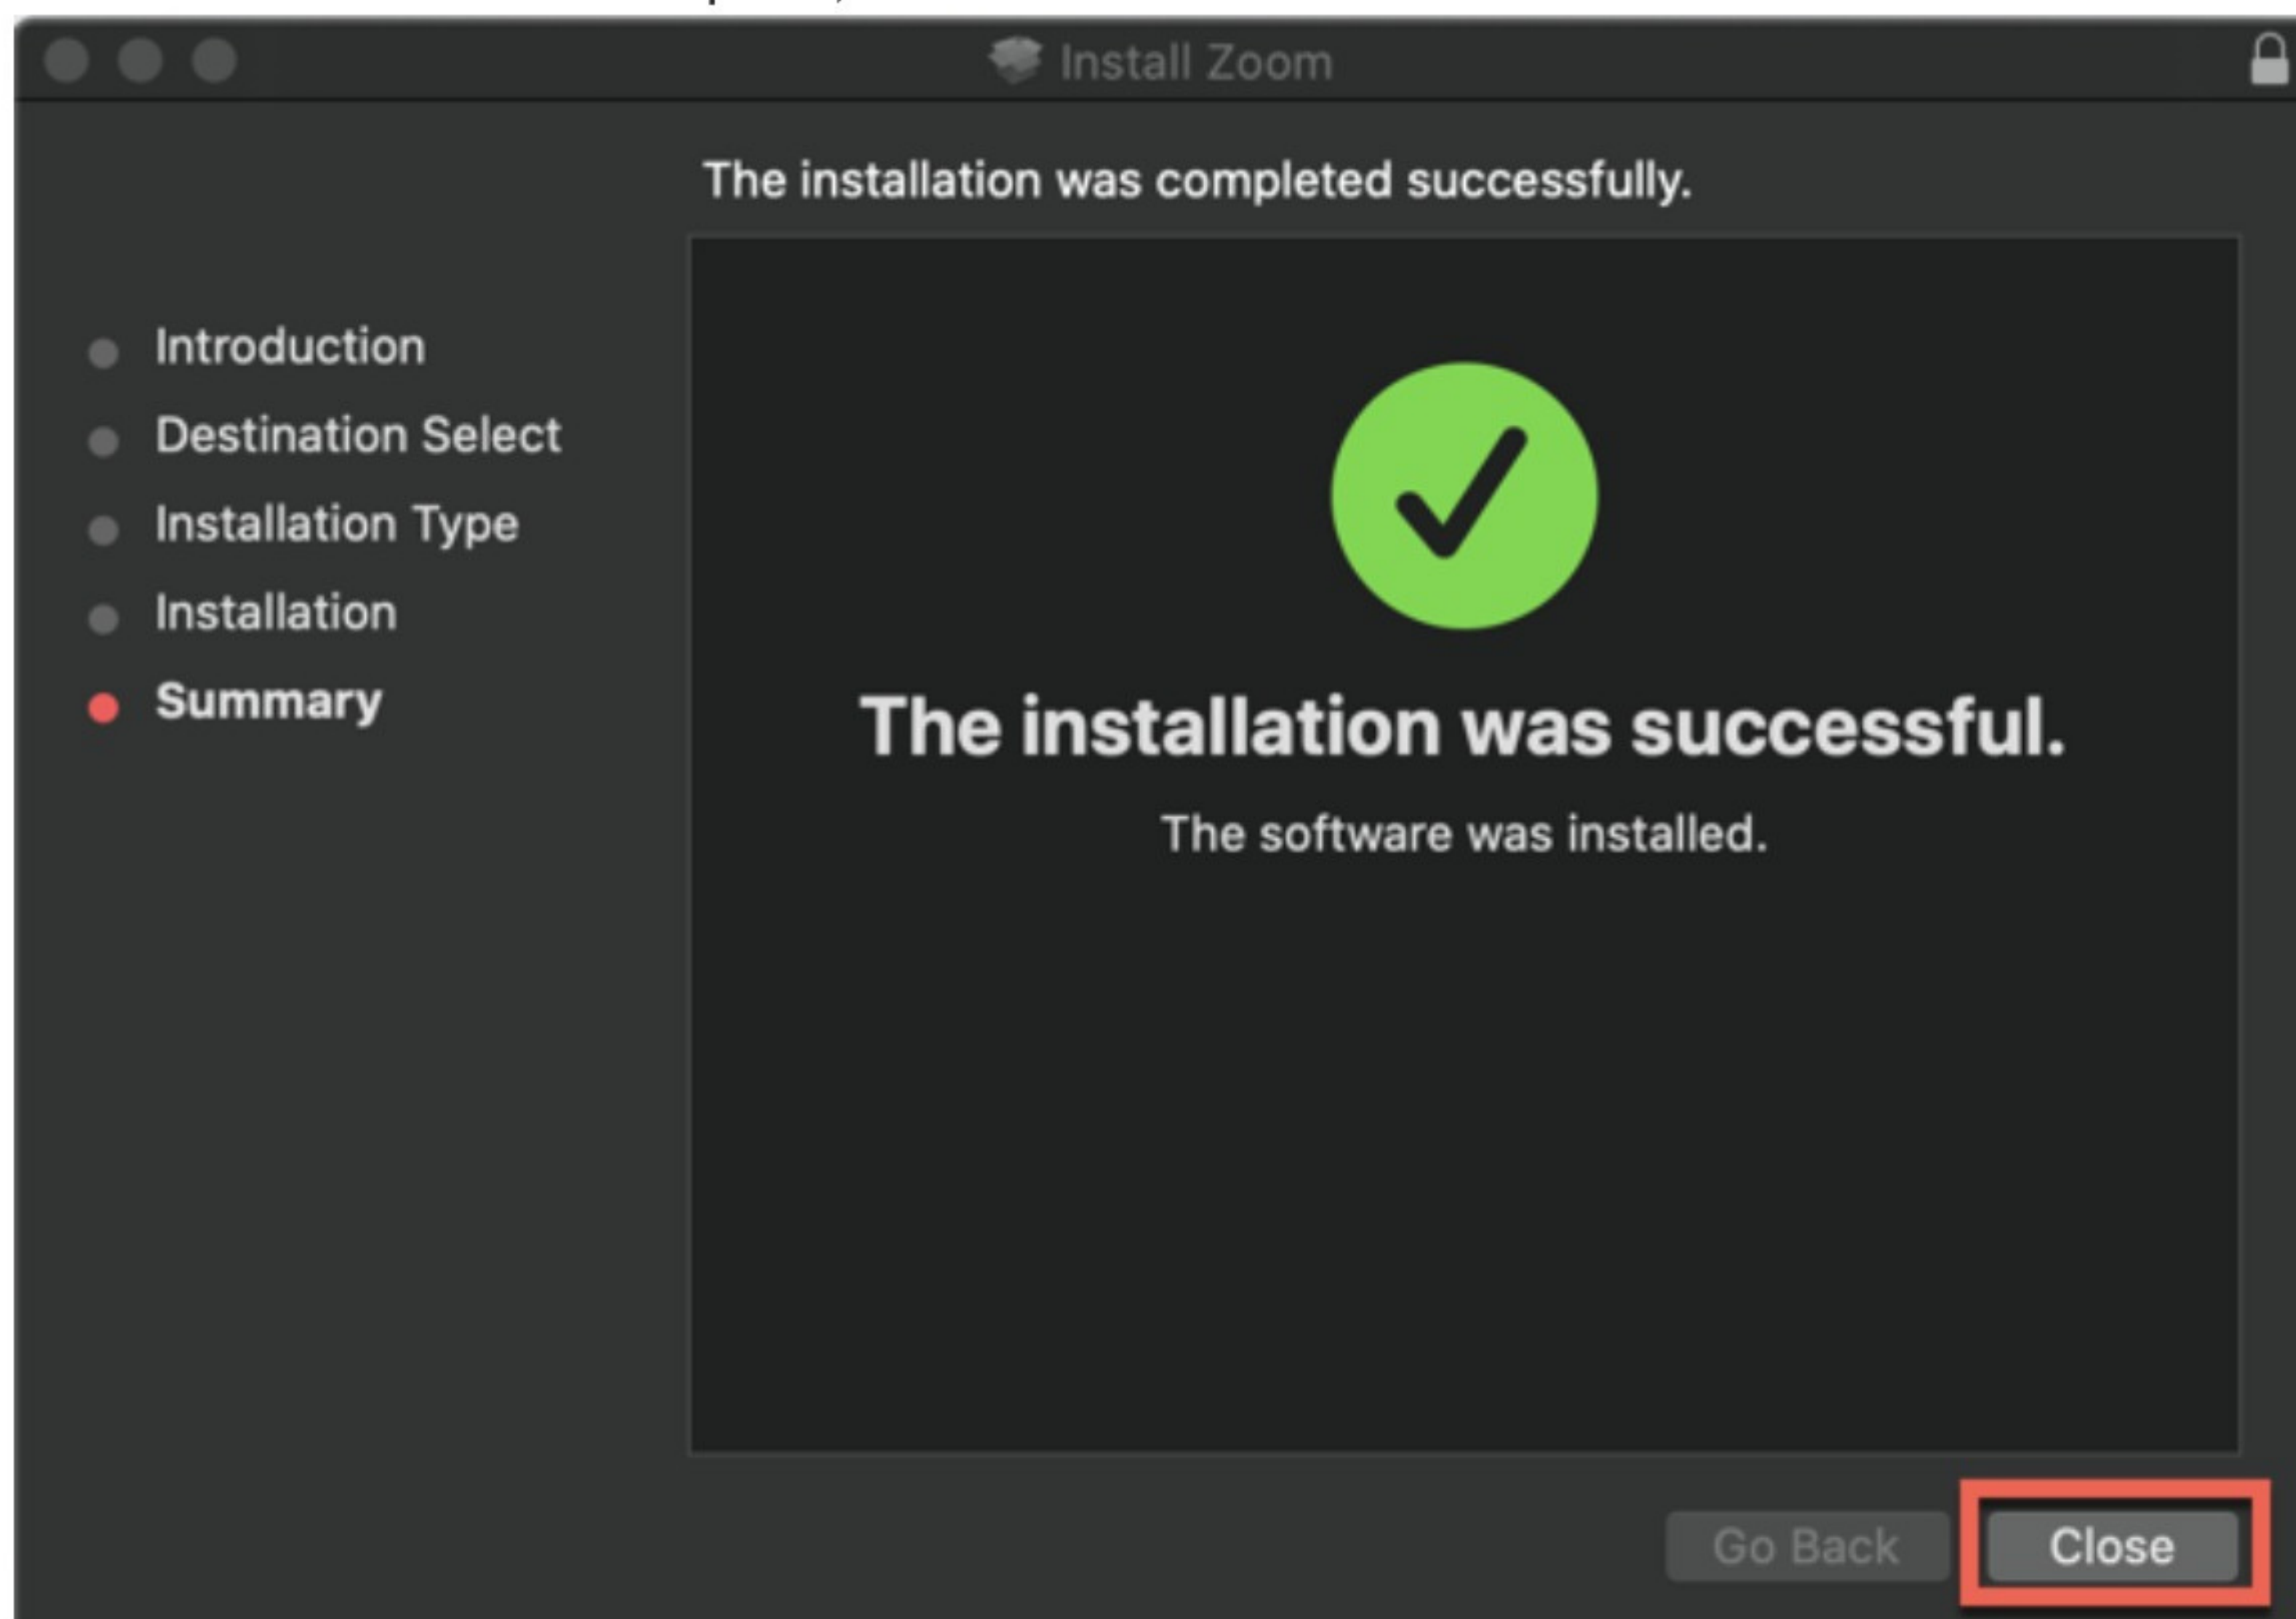 Install Zoom
The installation was completed successfully.
Introduction
Destination Select
Installation Type
Installation
Summary
The installation was successful.
The software was installed.
Go Back
Close